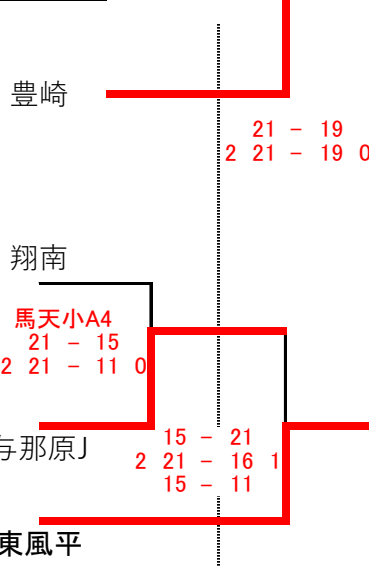 豊崎
21 - 19
2 21 - 19 0
翔南
馬天小A4
21 - 15
2 21 - 11 0
与那原J
15 - 21
2 21 - 16 1
15 - 11
東風平